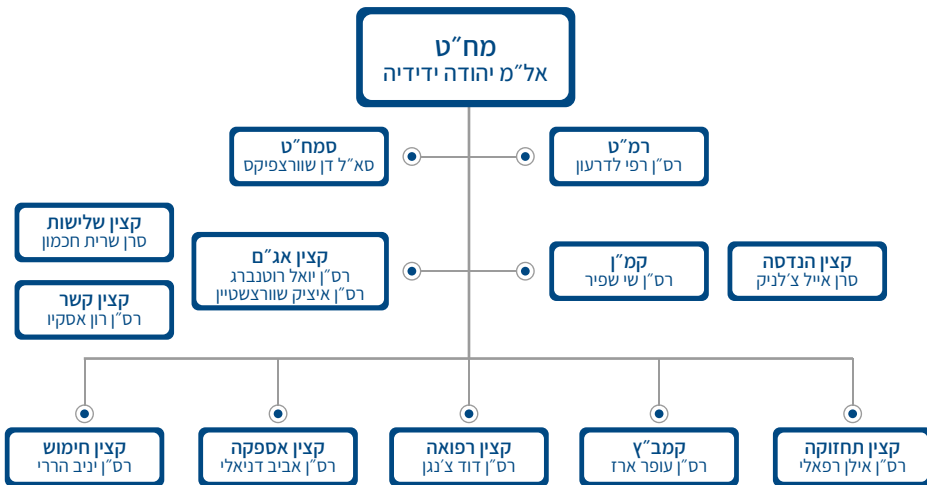 מח״ט
אל״מ יהודה ידידיה
רמ״ט
רס״ן רפי לדרעון
סמח״ט
סא״ל דן שוורצפיקס
קצין הנדסה
סרן אייל צ׳לניק
קמ״ן
רס״ן שי שפיר
קצין אג״ם
רס״ן יואל רוטנברג
רס״ן איציק שוורצשטיין
קצין שלישות
סרן שרית חכמון
קצין קשר
רס״ן רון אסקיו
קצין תחזוקה
רס״ן אילן רפאלי
קמב״ץ
רס״ן עופר ארז
קצין רפואה
רס״ן דוד צ׳נגן
קצין אספקה
רס״ן אביב דניאלי
קצין חימוש
רס״ן יניב הררי